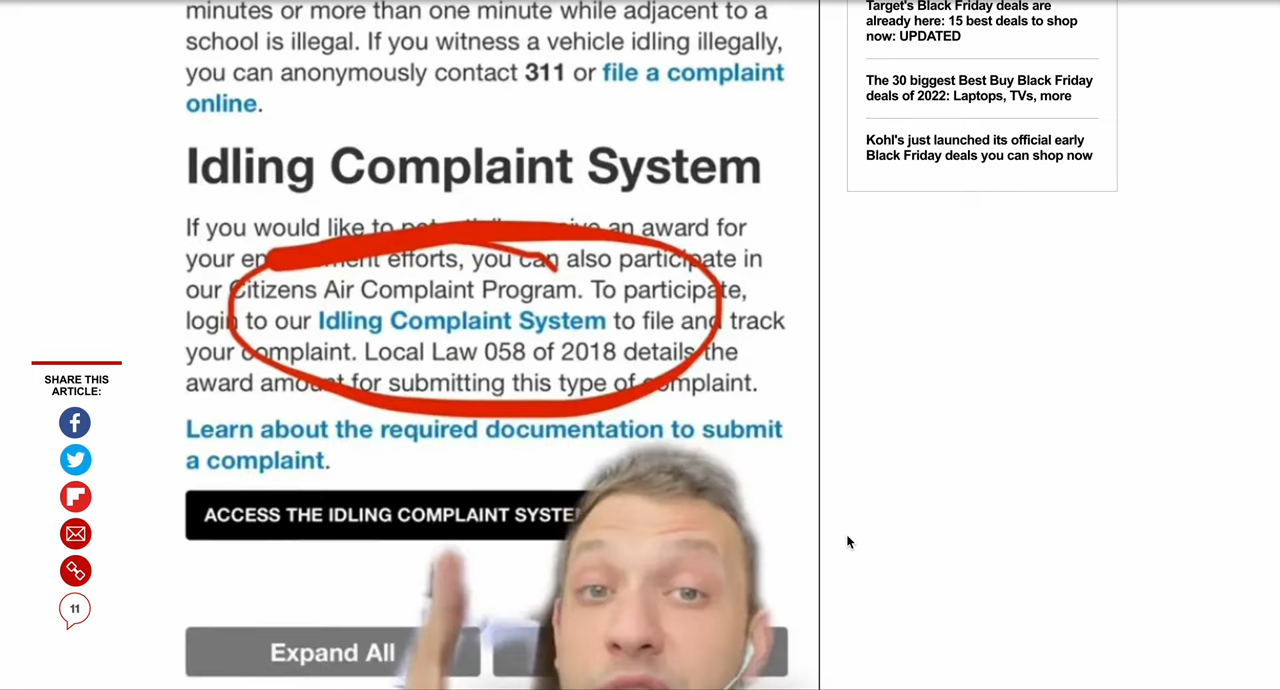 minutes or more than one minute while adjacent to a
school is illegal. If you witness a vehicle idling illegally,
you can anonymously contact 311 or file a complaint
online.
Idling Complaint System
If you would like to an award for
your efforts, you can also participate in
our Citizens Air Complaint Program. To participate,
login to our Idling Complaint System to file and track
your complaint. Local Law 058 of 2018 details the
award amount for submitting this type of complaint.
Learn about the required documentation to submit
a complaint.
ACCESS THE IDLING COMPLAINT
Expand All
Target's Black Friday deals are
already here: 15 best deals to shop
now: UPDATED
The 30 biggest Best Buy Black Friday
deals of 2022: Laptops, TVs, more
Kohl's just launched its official early
Black Friday deals you can shop now
SHARE THIS
ARTICLE:
11